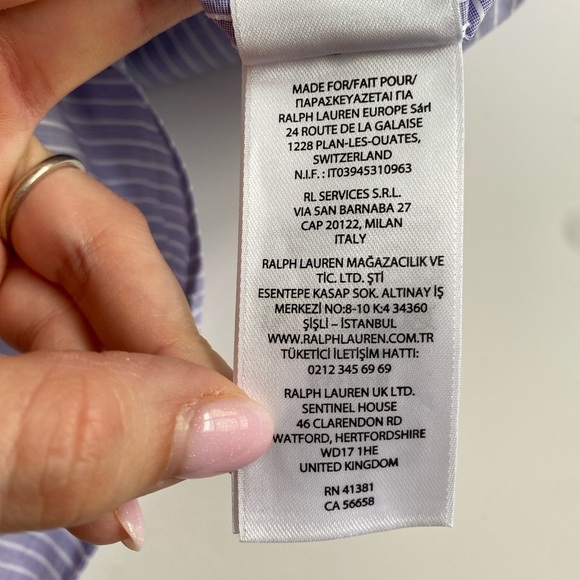 MADE FOR/FAIT POUR/
ΠΑΡΑΣΚΕΥΑΖΕΤΑΙ ΓΙΑ
RALPH LAUREN EUROPE Sárl
24 ROUTE DE LA GALAISE
1228 PLAN-LES-OUATES,
SWITZERLAND
N.I.F. : IT03945310963
RL SERVICES S.R.L.
VIA SAN BARNABA 27
CAP 20122, MILAN
ITALY
RALPH LAUREN MAĞAZACILIK VE
TİC. LTD. ŞTİ
ESENTEPE KASAP SOK. ALTINAY İŞ
MERKEZİ NO:8-10 K:4 34360
ŞİŞLİ – İSTANBUL
WWW.RALPHLAUREN.COM.TR
TÜKETİCİ İLETİŞİM HATTI:
0212 345 69 69
RALPH LAUREN UK LTD.
SENTINEL HOUSE
46 CLARENDON RD
WATFORD, HERTFORDSHIRE
WD17 1HE
UNITED KINGDOM
RN 41381
CA 56658